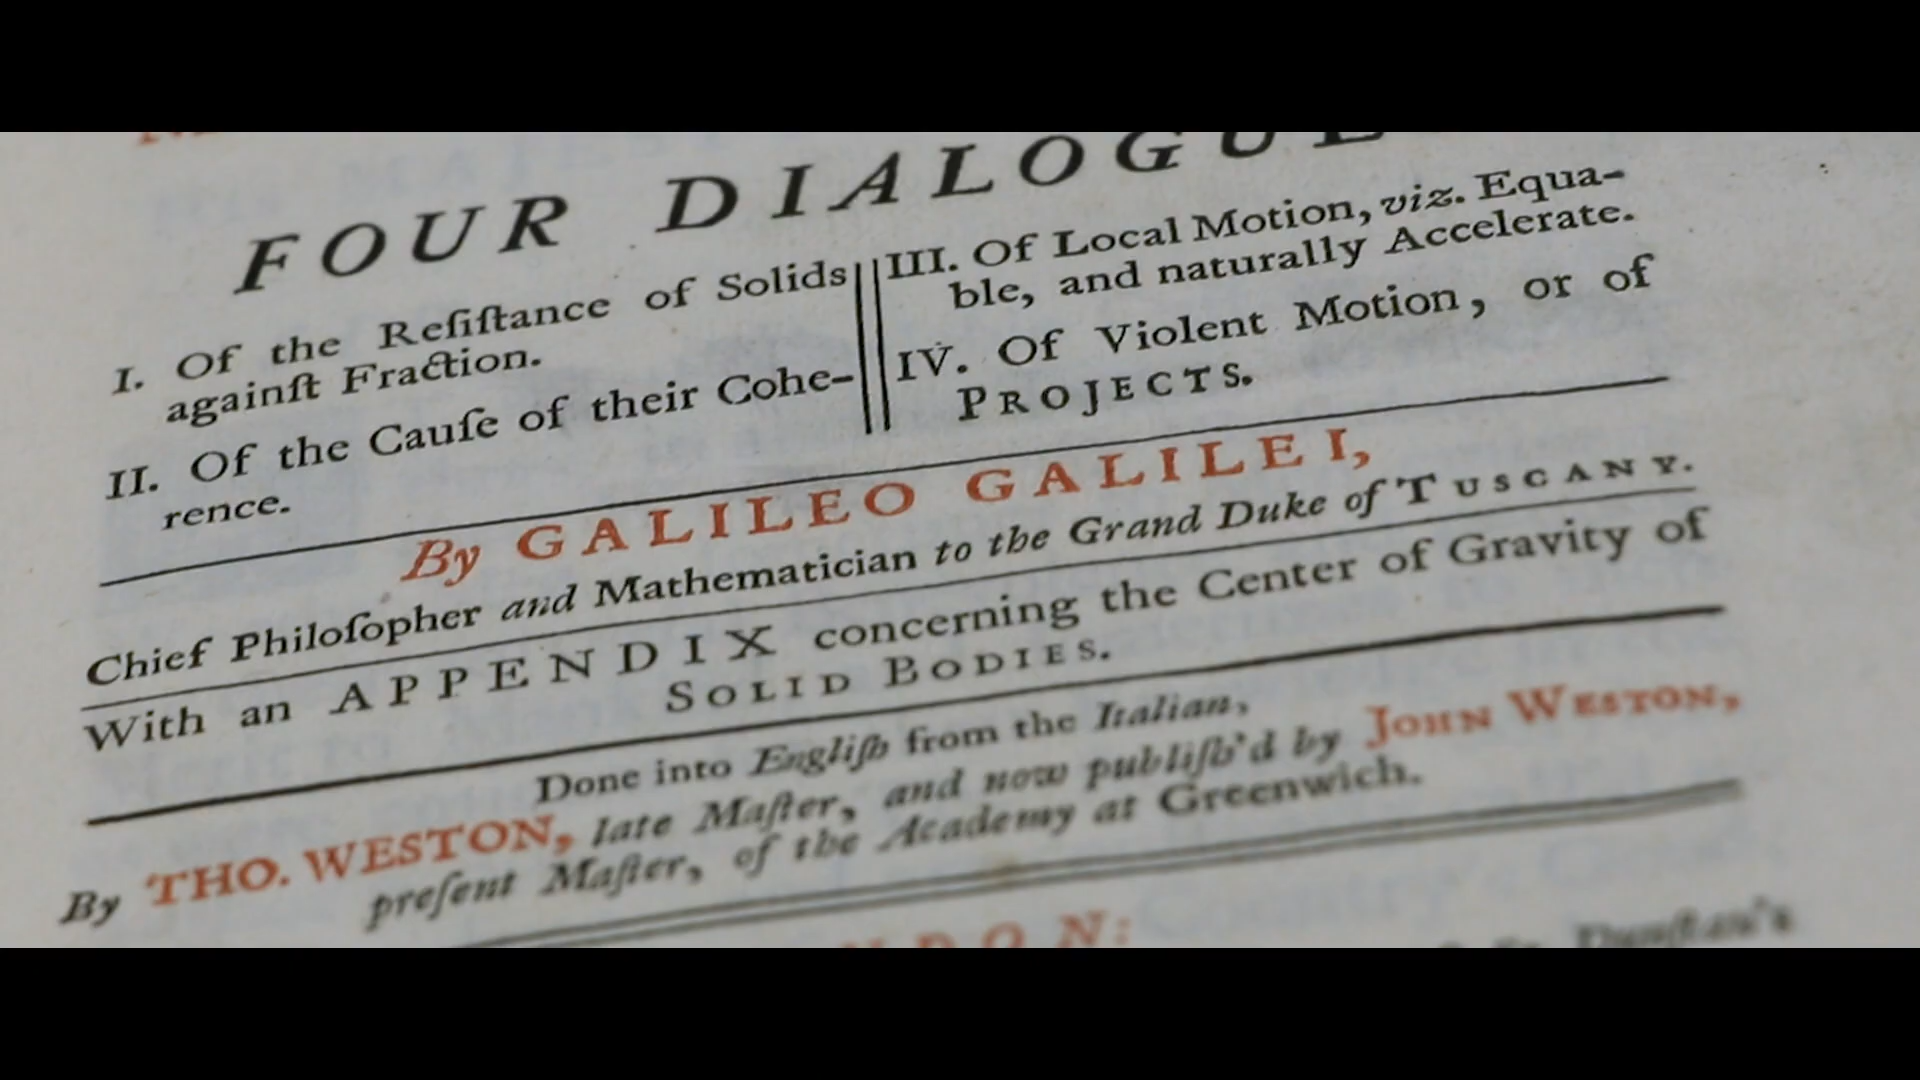 FOUR DIALOGUE
I. Of the Reſiſtance of Solids
againſt Fraction.
II. Of the Cauſe of their Cohe-
rence.
III. Of Local Motion, viz. Equa-
ble, and naturally Accelerate.
IV. Of Violent Motion, or of
PROJECTS.
By GALILEO GALILEI,
Chief Philoſopher and Mathematician to the Grand Duke of TUSCANY.
With an APPENDIX concerning the Center of Gravity of
SOLID BODIES.
Done into Engliſh from the Italian,
By THO. WESTON, late Maſter, and now publiſh'd by JOHN WESTON,
preſent Maſter, of the Academy at Greenwich.
NDON:
Dunſtan's